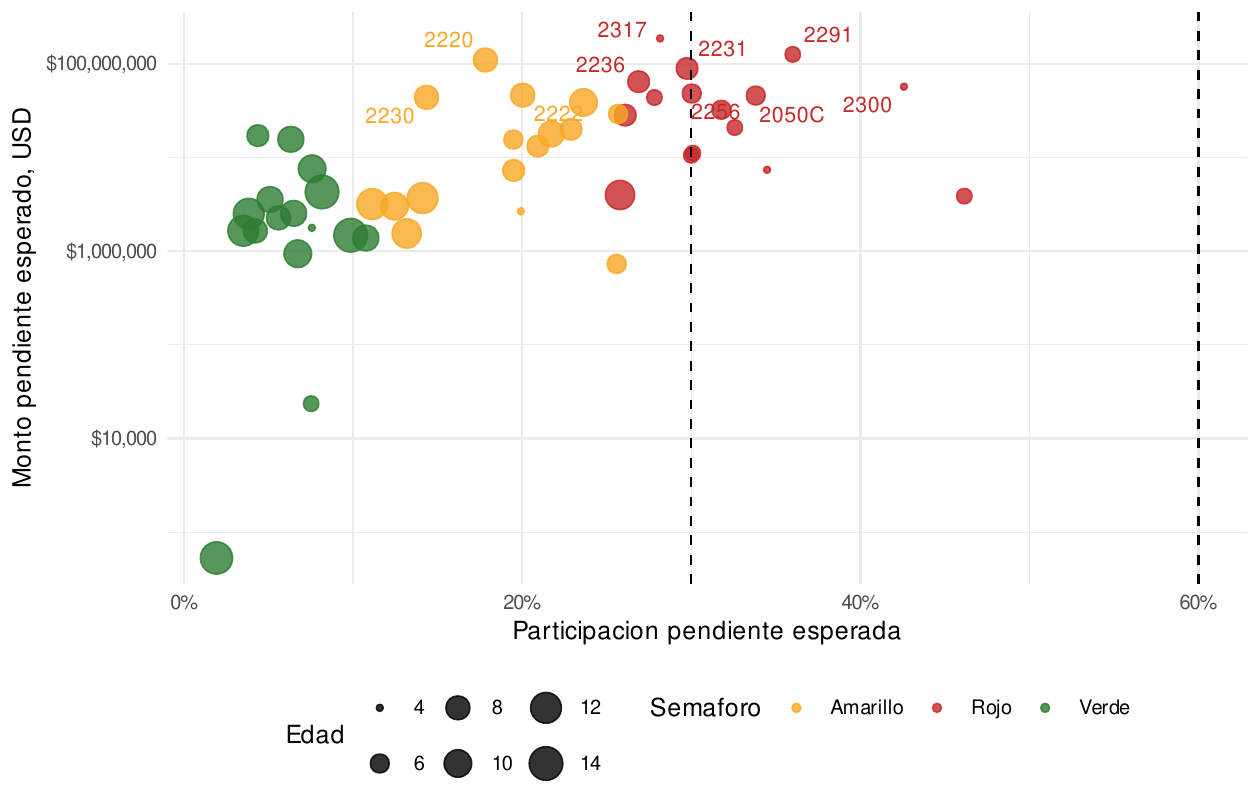 2317
2291
2220
2231
$100,000,000
2236
2300
2230
2222
2256
2050C
$1,000,000
$10,000
Monto pendiente esperado, USD
0%
20%
40%
60%
Participacion pendiente esperada
Edad
4
8
12
6
10
14
Semaforo
Amarillo
Rojo
Verde